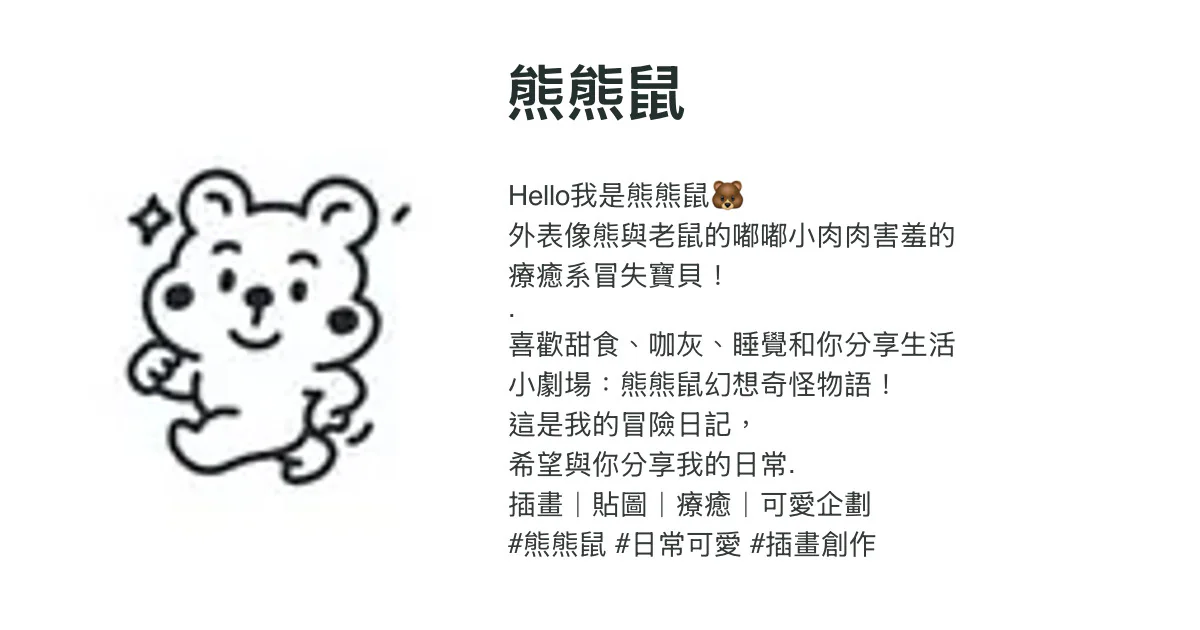 熊熊鼠
Hello我是熊熊鼠🐻
外表像熊與老鼠的嘟嘟小肉肉害羞的
療癒系冒失寶貝！
.
喜歡甜食、咖灰、睡覺和你分享生活
小劇場：熊熊鼠幻想奇怪物語！
這是我的冒險日記，
希望與你分享我的日常.
插畫｜貼圖｜療癒｜可愛企劃
#熊熊鼠 #日常可愛 #插畫創作